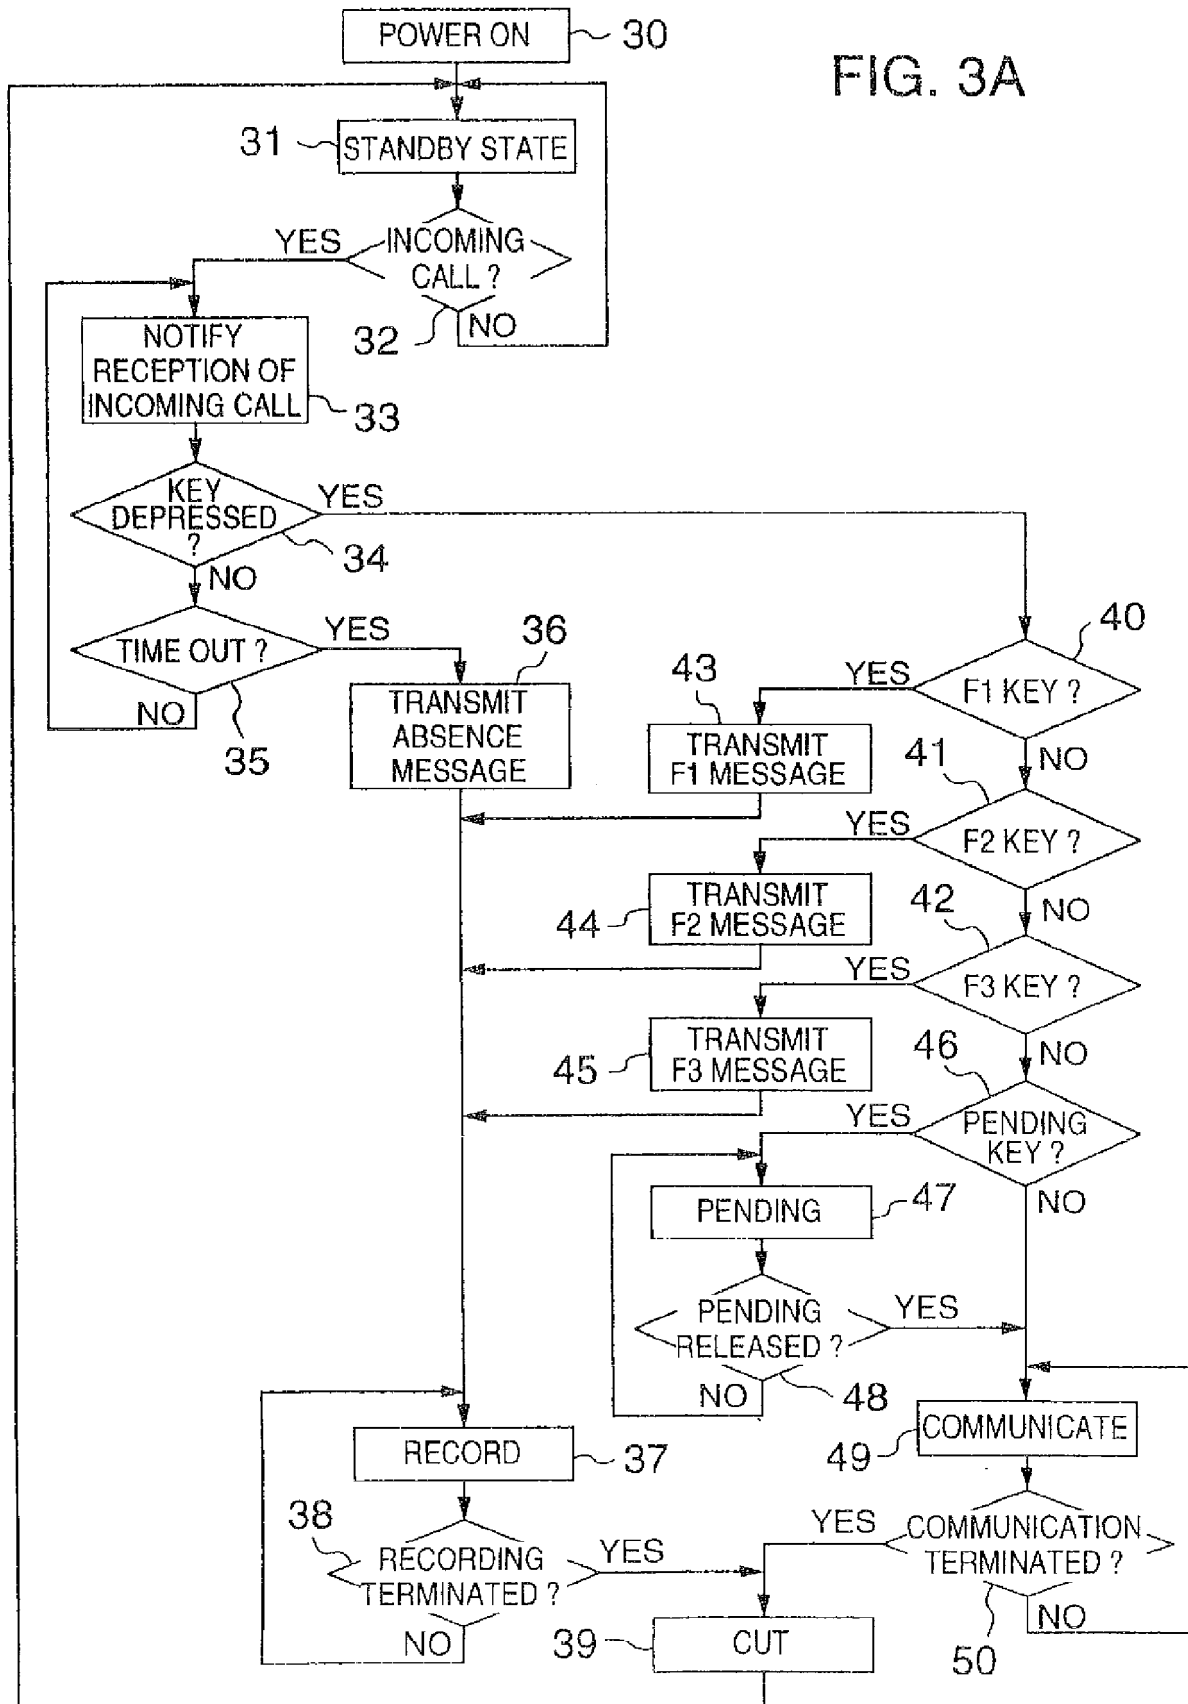 POWER ON
30
FIG. 3A
31
STANDBY STATE
INCOMING
CALL ?
YES
32
NO
NOTIFY
RECEPTION OF
INCOMING CALL
33
KEY
DEPRESSED
?
YES
34
NO
TIME OUT ?
YES
NO
35
36
TRANSMIT
ABSENCE
MESSAGE
40
F1 KEY ?
YES
43
TRANSMIT
F1 MESSAGE
NO
41
F2 KEY ?
YES
TRANSMIT
F2 MESSAGE
44
NO
42
F3 KEY ?
YES
TRANSMIT
F3 MESSAGE
45
NO
46
PENDING
KEY ?
YES
NO
PENDING
47
PENDING
RELEASED ?
YES
NO
48
COMMUNICATE
49
RECORD
37
38
RECORDING
TERMINATED ?
YES
NO
COMMUNICATION
TERMINATED ?
YES
NO
50
CUT
39